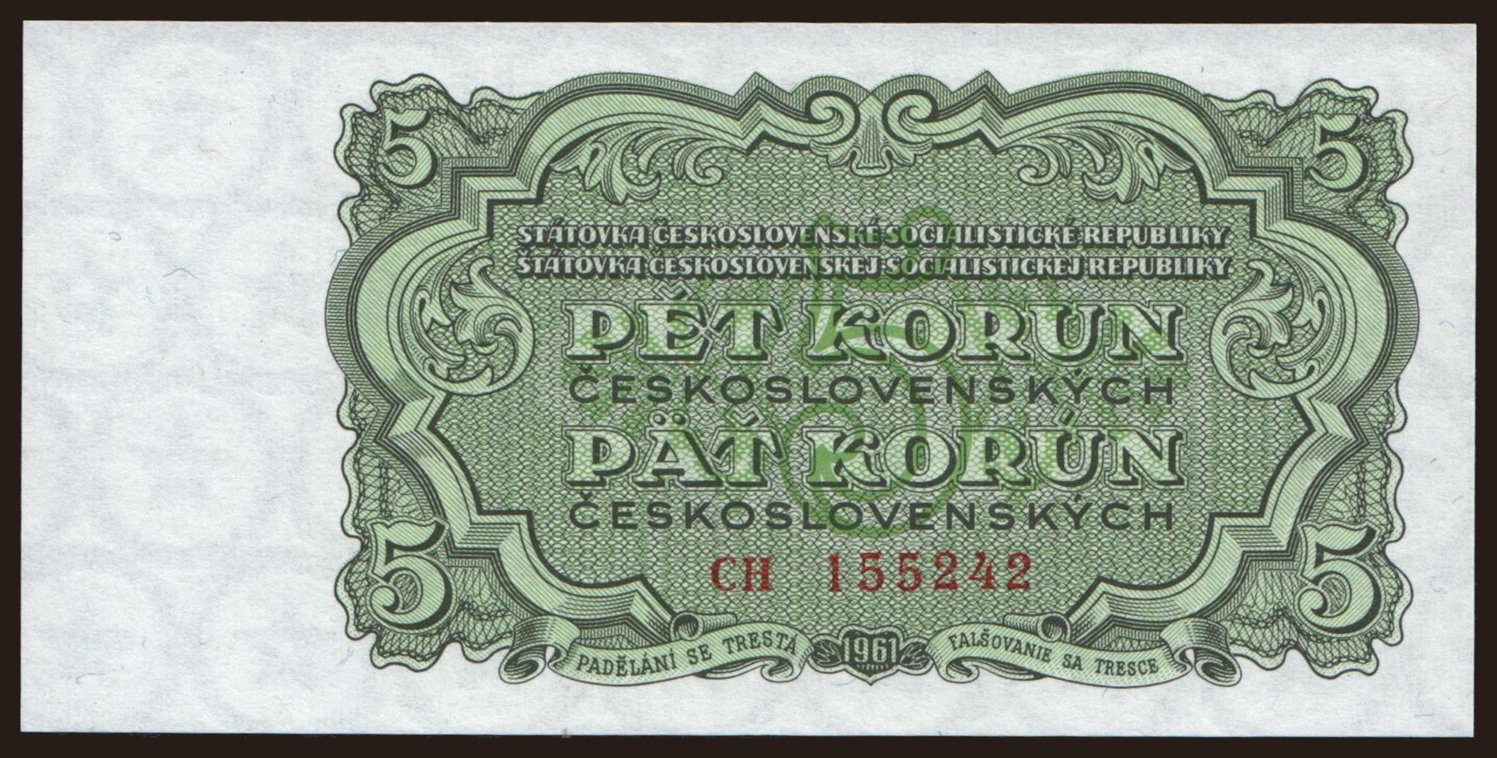 5 5
STÁTOVKA ČESKOSLOVENSKÉ SOCIALISTICKÉ REPUBLIKY
ŠTÁTOVKA ČESKOSLOVENSKEJ SOCIALISTICKEJ REPUBLIKY
PĚT KORUN
ČESKOSLOVENSKÝCH
PÄŤ KORÚN
ČESKOSLOVENSKÝCH
5
CH 155242
5 5
PADĚLÁNÍ SE TRESTÁ 1961 FALŠOVANIE SA TRESCE